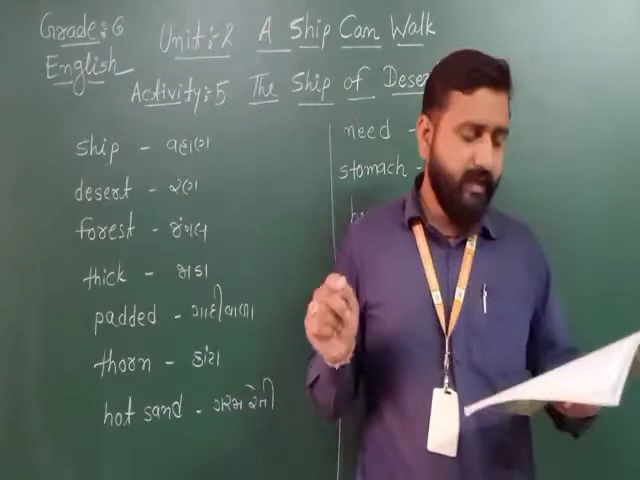 Grade:6
English
Unit:-2 A Ship Can Walk
Activity:-5 The Ship of Deser
ship - વહાણ
desert - રણ
forest - જંગલ
thick - જાડા
padded - ગાદીવાળા
thorn - કાંટા
hot sand - ગરમ રેતી
need -
stomach -